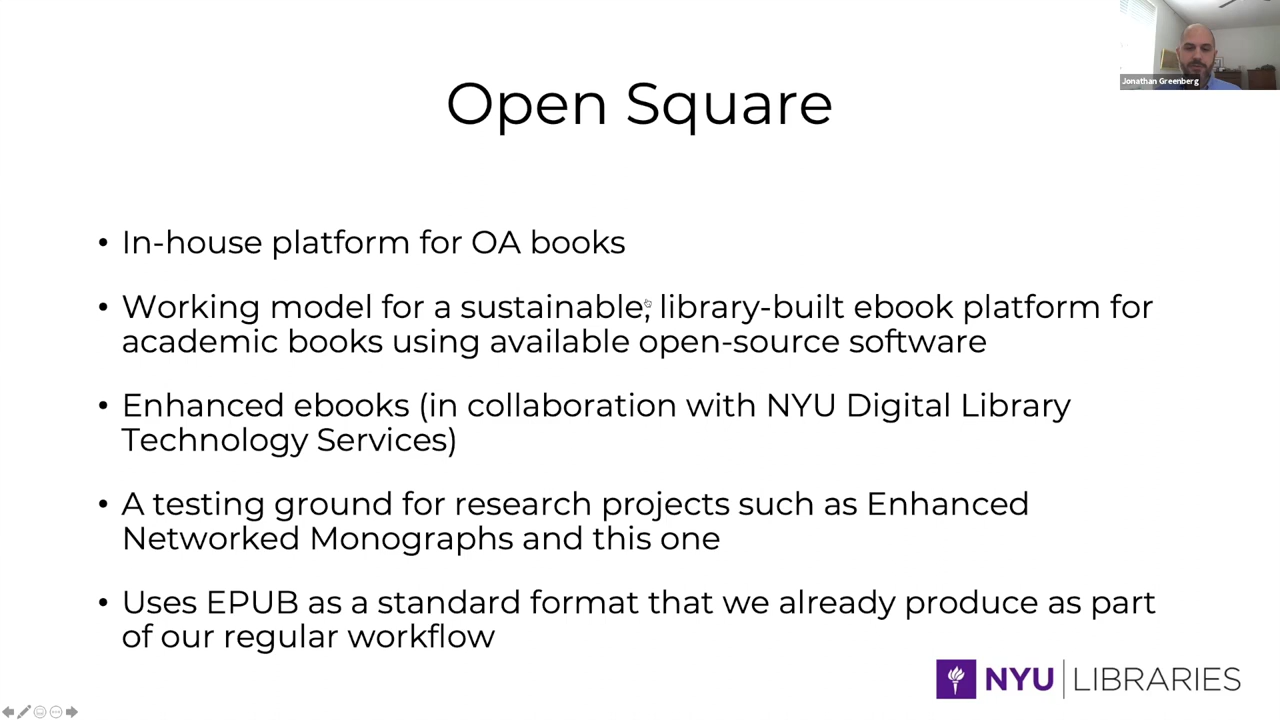 Jonathan Greenberg
Open Square
• In-house platform for OA books
• Working model for a sustainable, library-built ebook platform for
academic books using available open-source software
• Enhanced ebooks (in collaboration with NYU Digital Library
Technology Services)
• A testing ground for research projects such as Enhanced
Networked Monographs and this one
• Uses EPUB as a standard format that we already produce as part
of our regular workflow
NYU LIBRARIES